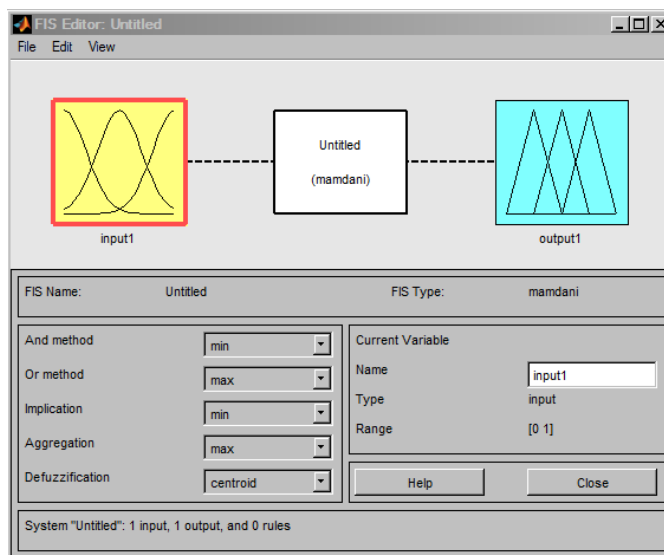 FIS Editor: Untitled
File Edit View
Untitled
(mamdani)
input1
output1
FIS Name: Untitled FIS Type: mamdani
And method min
Or method max
Implication min
Aggregation max
Defuzzification centroid
Current Variable
Name input1
Type input
Range [0 1]
Help Close
System "Untitled": 1 input, 1 output, and 0 rules